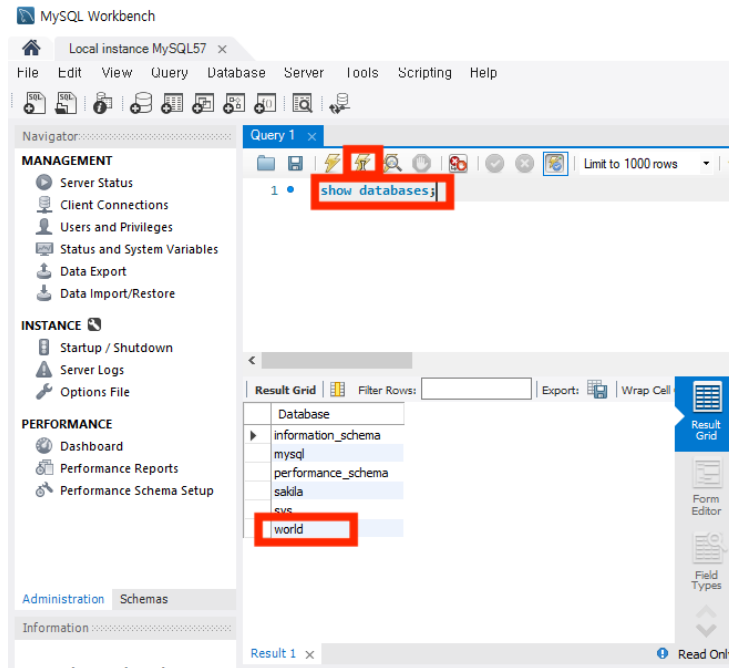 MySQL Workbench
Local instance MySQL57
File Edit View Query Database Server Tools Scripting Help
Navigator
MANAGEMENT
Server Status
Client Connections
Users and Privileges
Status and System Variables
Data Export
Data Import/Restore
INSTANCE
Startup / Shutdown
Server Logs
Options File
PERFORMANCE
Dashboard
Performance Reports
Performance Schema Setup
Administration Schemas
Information
Query 1
Limit to 1000 rows
1 show databases;
Result Grid Filter Rows: Export: Wrap Cell
Database
information_schema
mysql
performance_schema
sakila
sys
world
Result
Grid
Form
Editor
Field
Types
Result 1
Read Onl